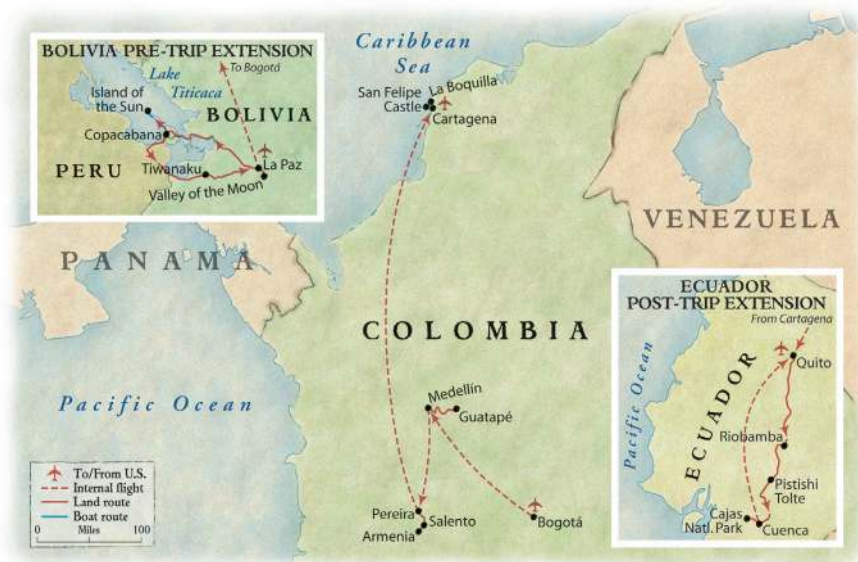 BOLIVIA PRE-TRIP EXTENSION
To Bogotá
Lake
Titicaca
Island of
the Sun
BOLIVIA
Copacabana
PERU
Tiwanaku
La Paz
Valley of the Moon
Caribbean
Sea
La Boquilla
San Felipe
Castle
Cartagena
VENEZUELA
PANAMA
COLOMBIA
Pacific Ocean
Medellín
Guatapé
Pereira
Salento
Armenia
Bogotá
To/From U.S.
Internal flight
Land route
Boat route
0 Miles 100
ECUADOR
POST-TRIP EXTENSION
From Cartagena
Quito
Pacific Ocean
ECUADOR
Riobamba
Pistishi
Tolte
Cajas
Natl. Park
Cuenca